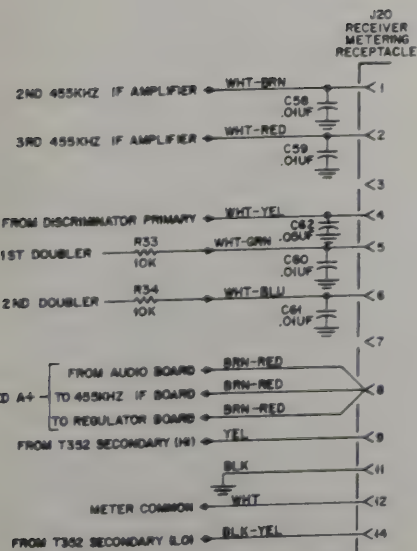 J20
RECEIVER
METERING
RECEPTACLE
2ND 455KHZ IF AMPLIFIER WHT-BRN 1
C58
.01UF
3RD 455KHZ IF AMPLIFIER WHT-RED 2
C59
.01UF
3
FROM DISCRIMINATOR PRIMARY WHT-YEL 4
C62
1ST DOUBLER R33 WHT-GRN 5
10K
C60
.01UF
2ND DOUBLER R34 WHT-BLU 6
10K
C61
.01UF
7
FROM AUDIO BOARD BRN-RED
D A+ TO 455KHZ IF BOARD BRN-RED 8
TO REGULATOR BOARD BRN-RED
FROM T352 SECONDARY (HI) YEL 9
BLK 11
METER COMMON WHT 12
FROM T352 SECONDARY (LO) BLK-YEL 14